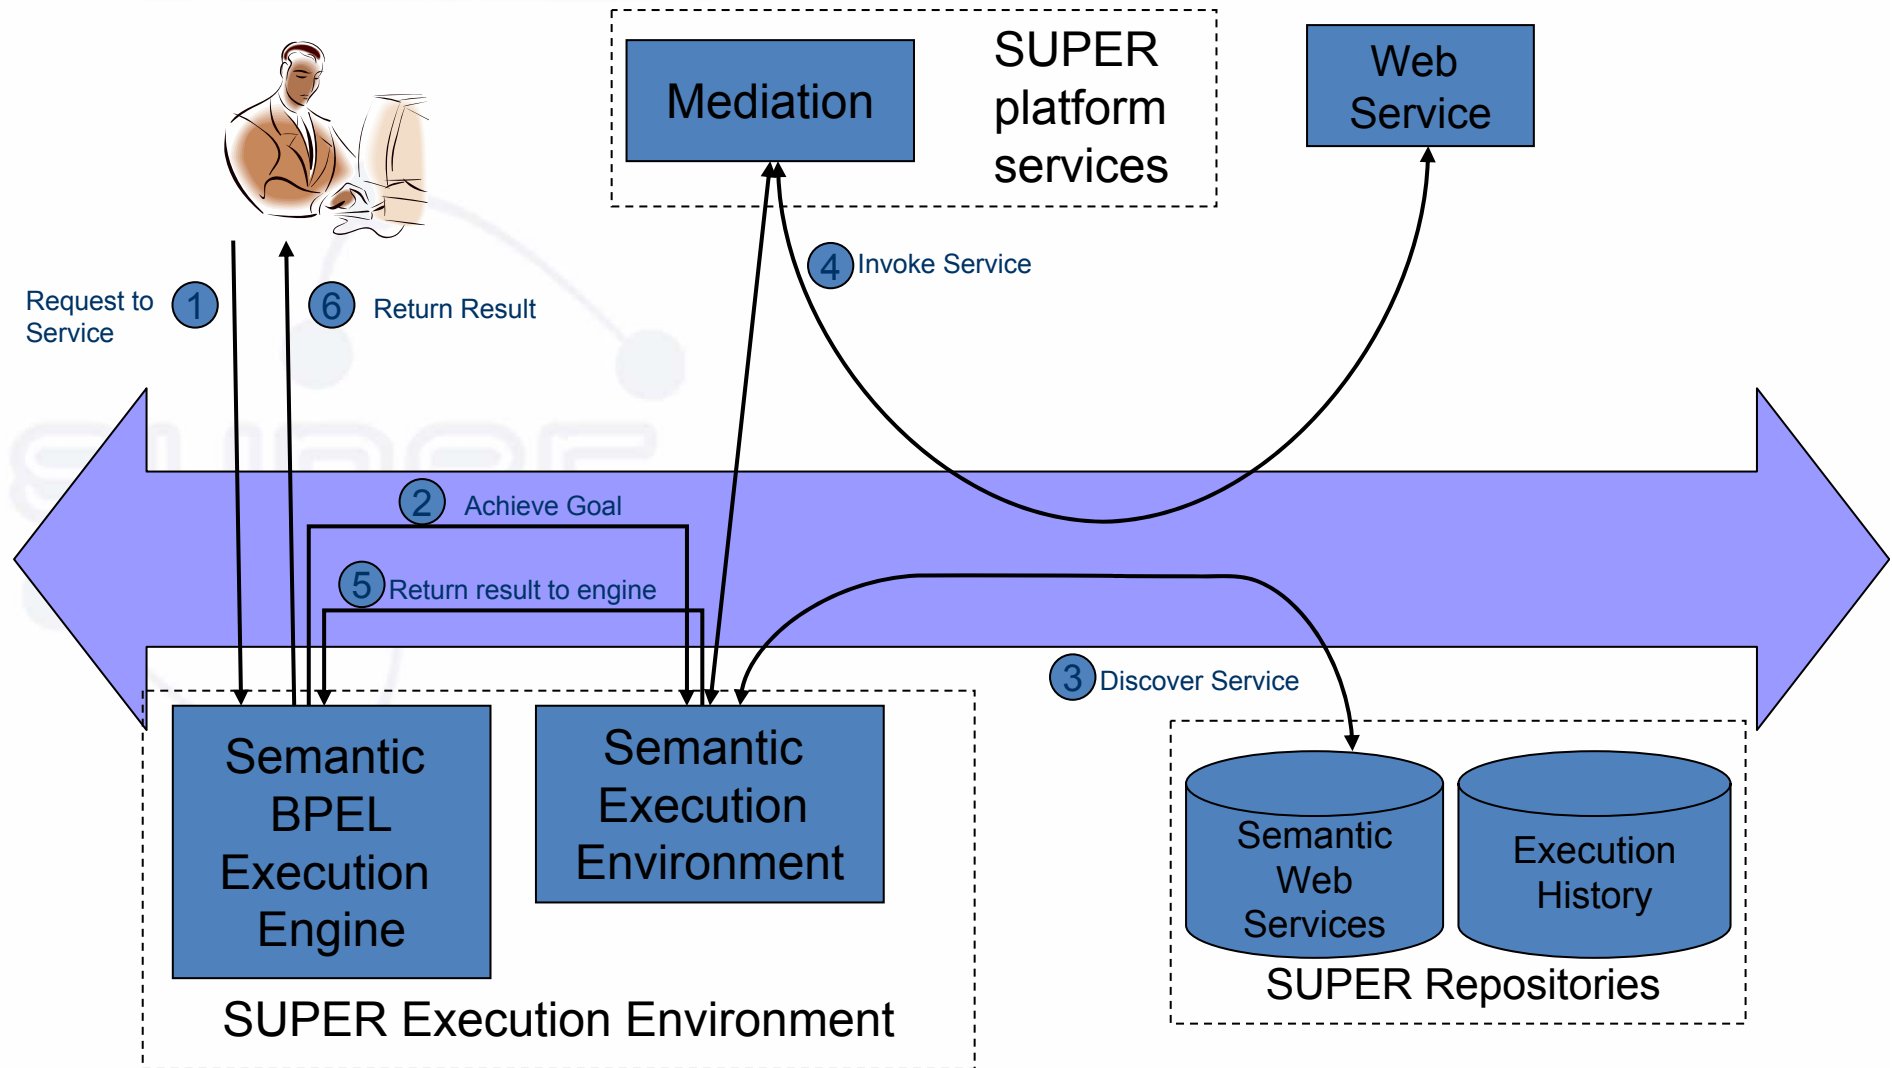 SUPER
platform
services
Mediation
Web
Service
4 Invoke Service
Request to
Service
1
6 Return Result
SUPER
2 Achieve Goal
5 Return result to engine
3 Discover Service
Semantic
BPEL
Execution
Engine
Semantic
Execution
Environment
Semantic
Web
Services
Execution
History
SUPER Repositories
SUPER Execution Environment